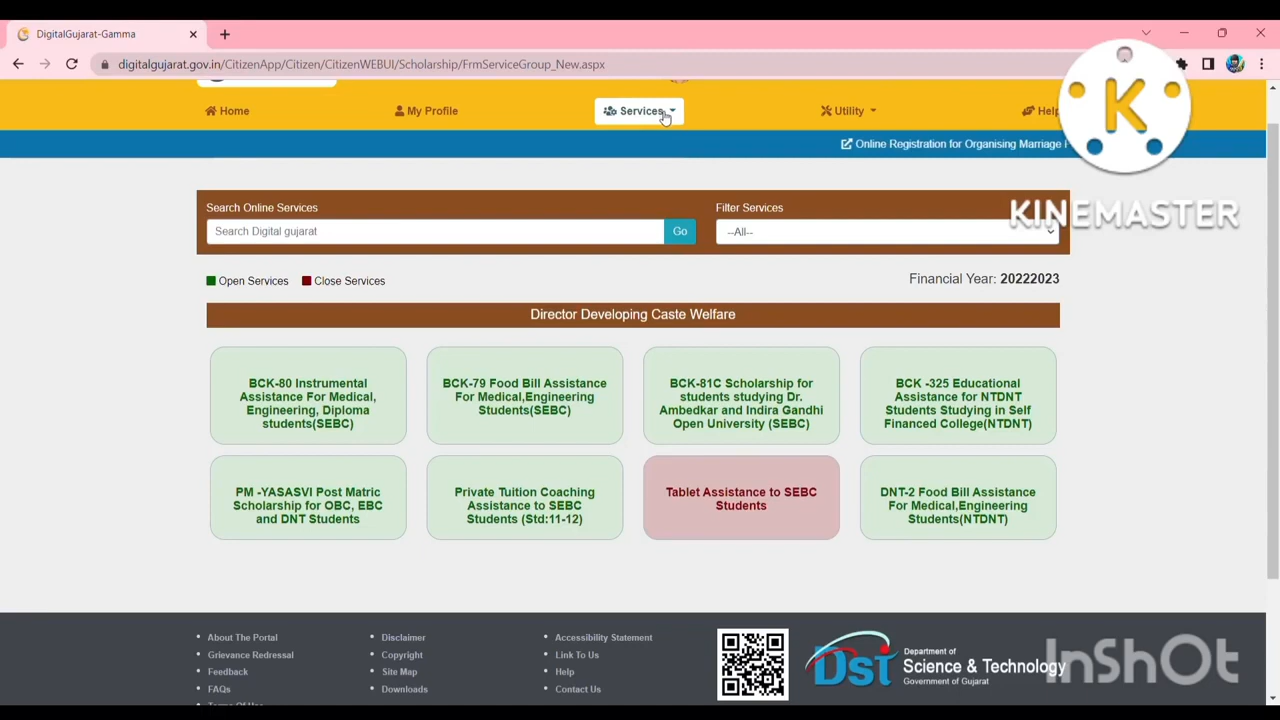 DigitalGujarat-Gamma
digitalgujarat.gov.in/CitizenApp/Citizen/CitizenWEBUI/Scholarship/FrmServiceGroup_New.aspx
Home
My Profile
Services
Utility
Help
Online Registration for Organising Marriage
K
KINEMASTER
Search Online Services
Filter Services
Search Digital gujarat
Go
--All--
Open Services
Close Services
Financial Year: 20222023
Director Developing Caste Welfare
BCK-80 Instrumental
Assistance For Medical,
Engineering, Diploma
students(SEBC)
BCK-79 Food Bill Assistance
For Medical,Engineering
Students(SEBC)
BCK-81C Scholarship for
students studying Dr.
Ambedkar and Indira Gandhi
Open University (SEBC)
BCK -325 Educational
Assistance for NTDNT
Students Studying in Self
Financed College(NTDNT)
PM -YASASVI Post Matric
Scholarship for OBC, EBC
and DNT Students
Private Tuition Coaching
Assistance to SEBC
Students (Std:11-12)
Tablet Assistance to SEBC
Students
DNT-2 Food Bill Assistance
For Medical,Engineering
Students(NTDNT)
About The Portal
Grievance Redressal
Feedback
FAQs
Terms Of Use
Disclaimer
Copyright
Site Map
Downloads
Accessibility Statement
Link To Us
Help
Contact Us
Dst
Department of
Science & Technology
Government of Gujarat
InShOt